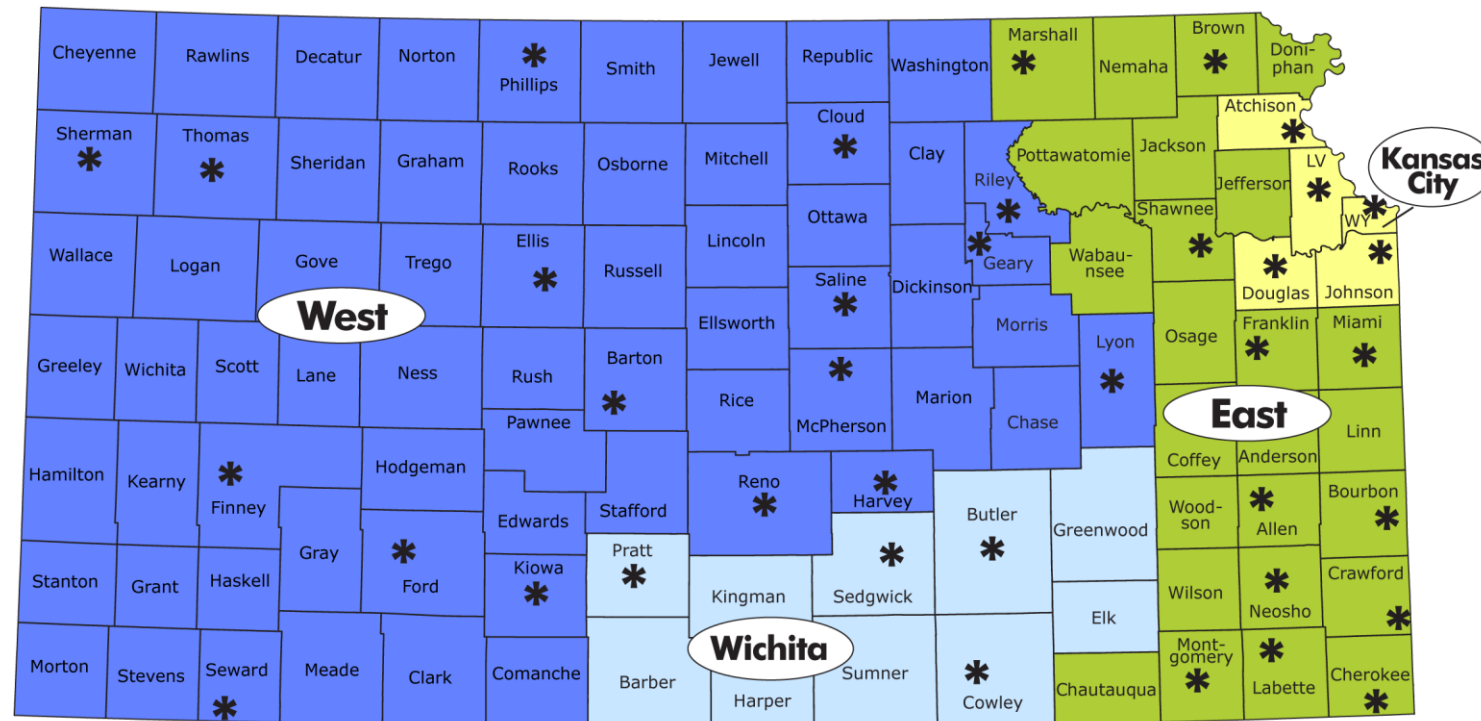 Cheyenne
Rawlins
Decatur
Norton
Phillips
Smith
Jewell
Republic
Washington
Marshall
Nemaha
Brown
Doni-
phan
Sherman
Thomas
Sheridan
Graham
Rooks
Osborne
Mitchell
Cloud
Clay
Riley
Pottawatomie
Jackson
Atchison
Jefferson
LV
Kansas
City
WY
Ottawa
Shawnee
Wallace
Logan
Gove
Trego
Ellis
Russell
Lincoln
Saline
Dickinson
Geary
Wabau-
nsee
Douglas
Johnson
West
Ellsworth
Morris
Lyon
Osage
Franklin
Miami
Greeley
Wichita
Scott
Lane
Ness
Rush
Barton
Rice
McPherson
Marion
Chase
East
Coffey
Anderson
Linn
Pawnee
Hamilton
Kearny
Finney
Hodgeman
Edwards
Stafford
Reno
Harvey
Butler
Greenwood
Wood-
son
Allen
Bourbon
Stanton
Grant
Haskell
Gray
Ford
Kiowa
Pratt
Kingman
Sedgwick
Elk
Wilson
Neosho
Crawford
Morton
Stevens
Seward
Meade
Clark
Comanche
Barber
Wichita
Harper
Sumner
Cowley
Chautauqua
Mont-
gomery
Labette
Cherokee